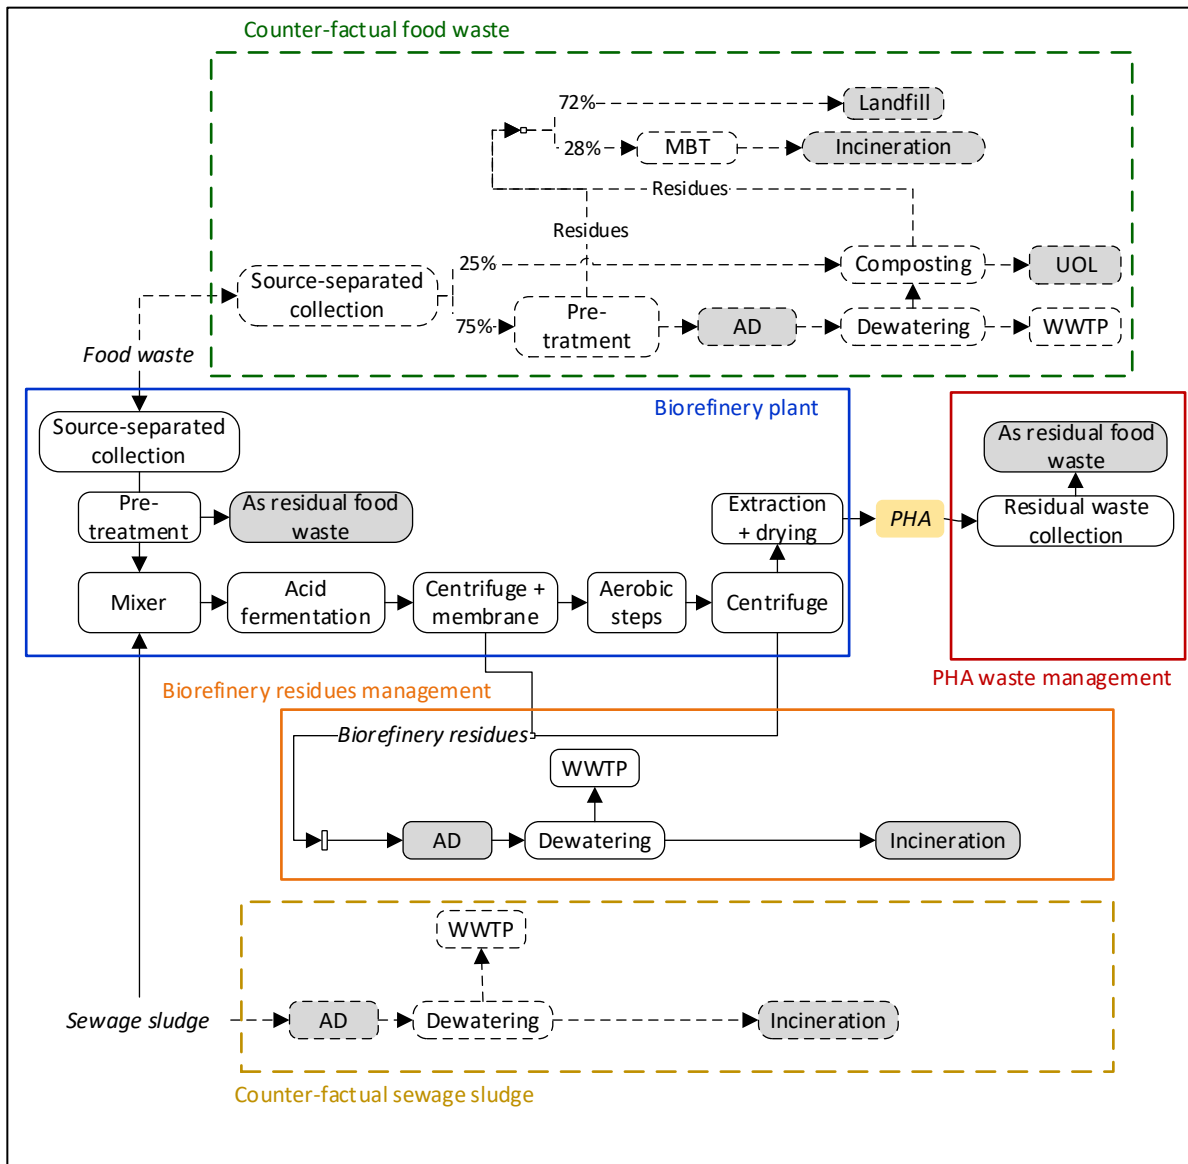 Counter-factual food waste
72%
Landfill
28%
MBT
Incineration
Residues
Residues
25%
Composting
UOL
Source-separated
collection
75%
Pre-
tratment
AD
Dewatering
WWTP
Food waste
Biorefinery plant
Source-separated
collection
As residual food
waste
Pre-
treatment
As residual food
waste
Extraction
+ drying
PHA
Residual waste
collection
Mixer
Acid
fermentation
Centrifuge +
membrane
Aerobic
steps
Centrifuge
PHA waste management
Biorefinery residues management
Biorefinery residues
WWTP
AD
Dewatering
Incineration
WWTP
Sewage sludge
AD
Dewatering
Incineration
Counter-factual sewage sludge